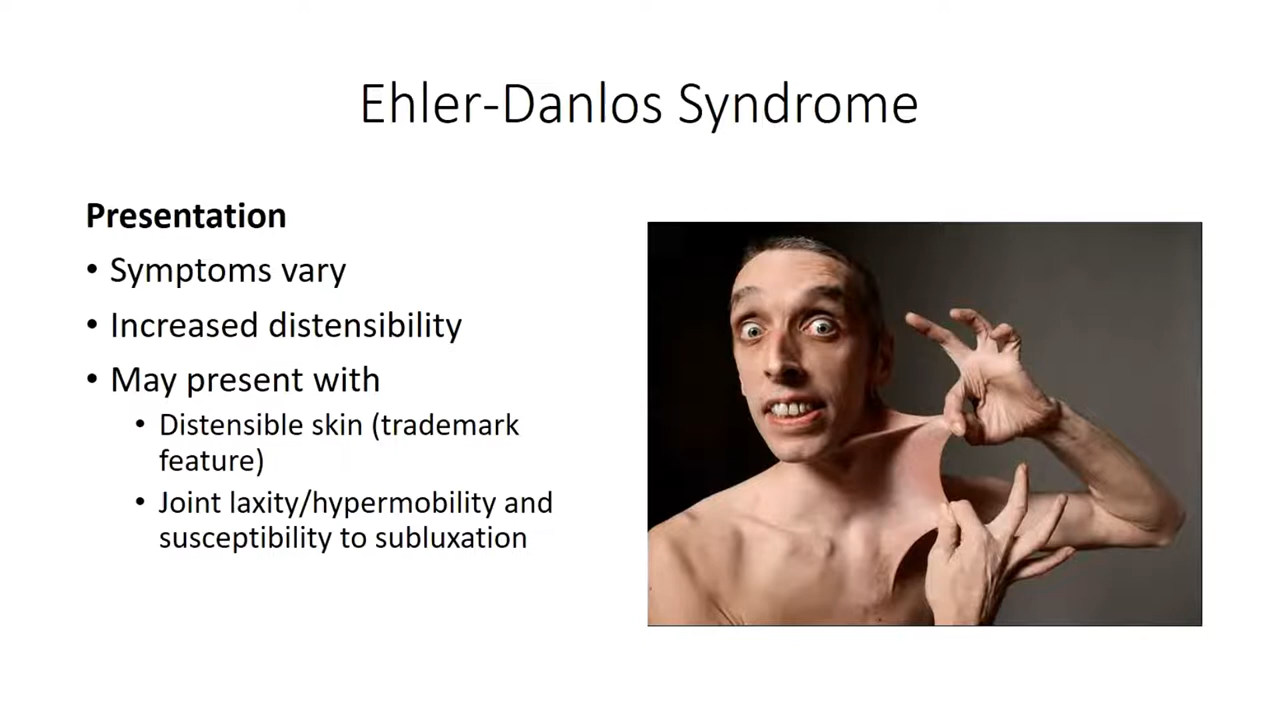 Ehler-Danlos Syndrome
Presentation
• Symptoms vary
• Increased distensibility
• May present with
• Distensible skin (trademark
feature)
• Joint laxity/hypermobility and
susceptibility to subluxation